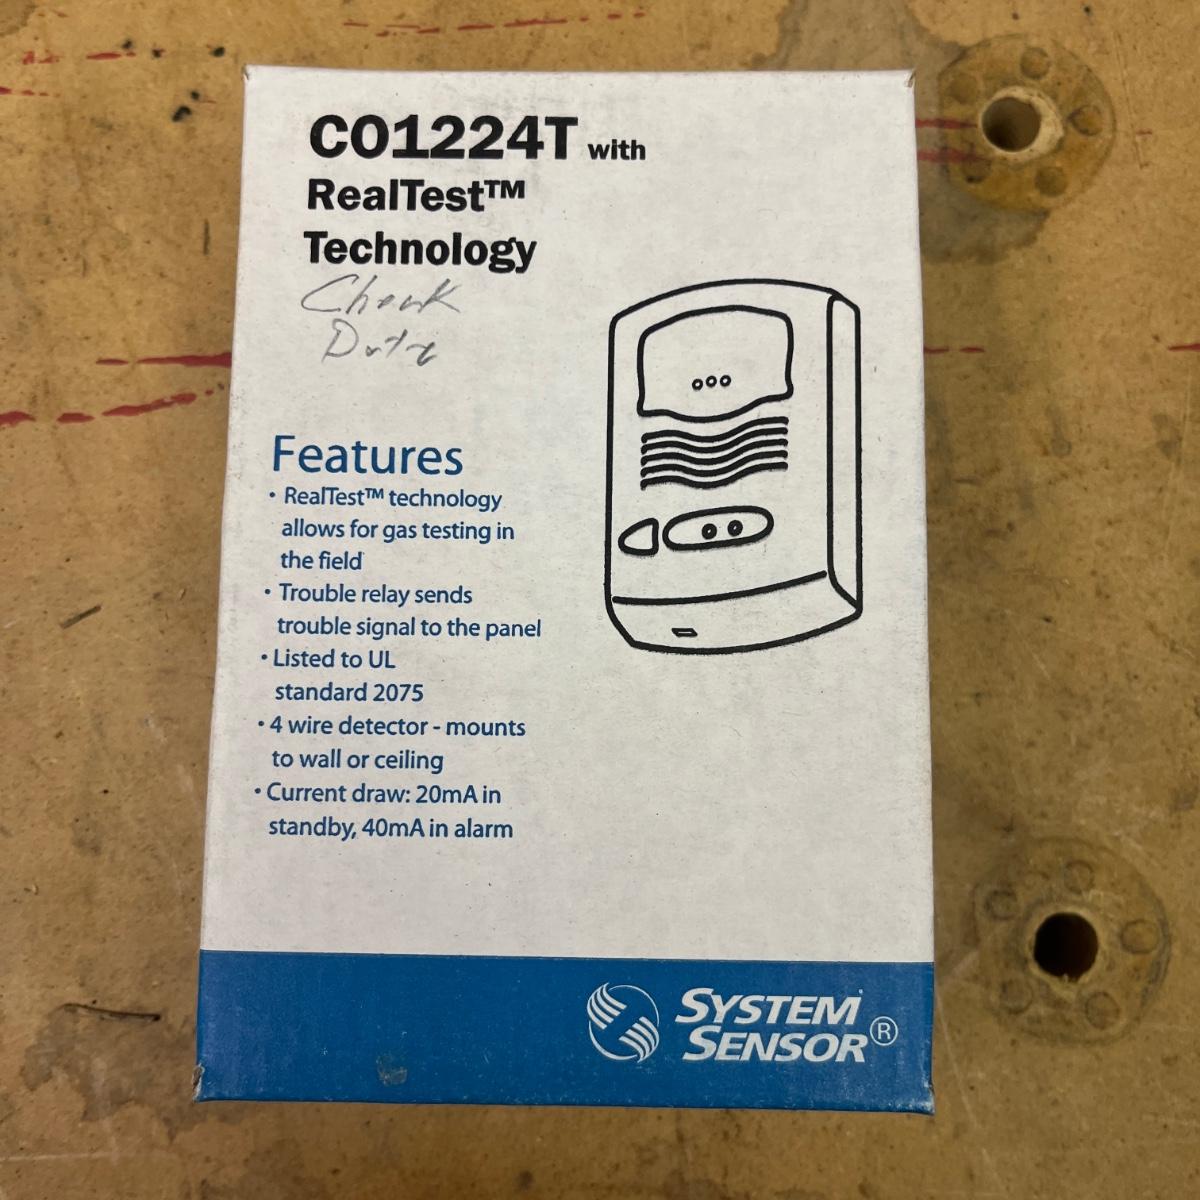 CO1224T with
RealTest™
Technology
Check
Date
Features
• RealTest™ technology
allows for gas testing in
the field
• Trouble relay sends
trouble signal to the panel
• Listed to UL
standard 2075
• 4 wire detector - mounts
to wall or ceiling
• Current draw: 20mA in
standby, 40mA in alarm
SYSTEM
SENSOR®